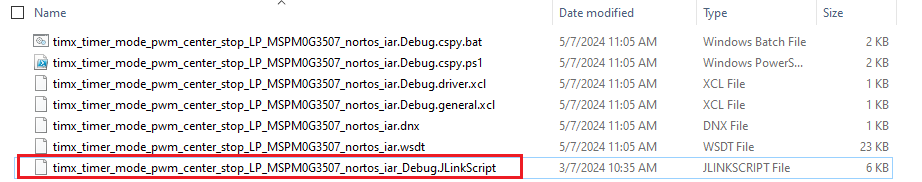 Name Date modified Type Size
timx_timer_mode_pwm_center_stop_LP_MSPM0G3507_nortos_iar.Debug.cspy.bat 5/7/2024 11:05 AM Windows Batch File 2 KB
timx_timer_mode_pwm_center_stop_LP_MSPM0G3507_nortos_iar.Debug.cspy.ps1 5/7/2024 11:05 AM Windows PowerS... 2 KB
timx_timer_mode_pwm_center_stop_LP_MSPM0G3507_nortos_iar.Debug.driver.xcl 5/7/2024 11:05 AM XCL File 2 KB
timx_timer_mode_pwm_center_stop_LP_MSPM0G3507_nortos_iar.Debug.general.xcl 5/7/2024 11:05 AM XCL File 2 KB
timx_timer_mode_pwm_center_stop_LP_MSPM0G3507_nortos_iar.dnx 5/7/2024 11:05 AM DNX File 2 KB
timx_timer_mode_pwm_center_stop_LP_MSPM0G3507_nortos_iar.wsdt 5/7/2024 11:05 AM WSDT File 23 KB
timx_timer_mode_pwm_center_stop_LP_MSPM0G3507_nortos_iar_Debug.JLinkScript 3/7/2024 10:35 AM JLINKSCRIPT File 6 KB